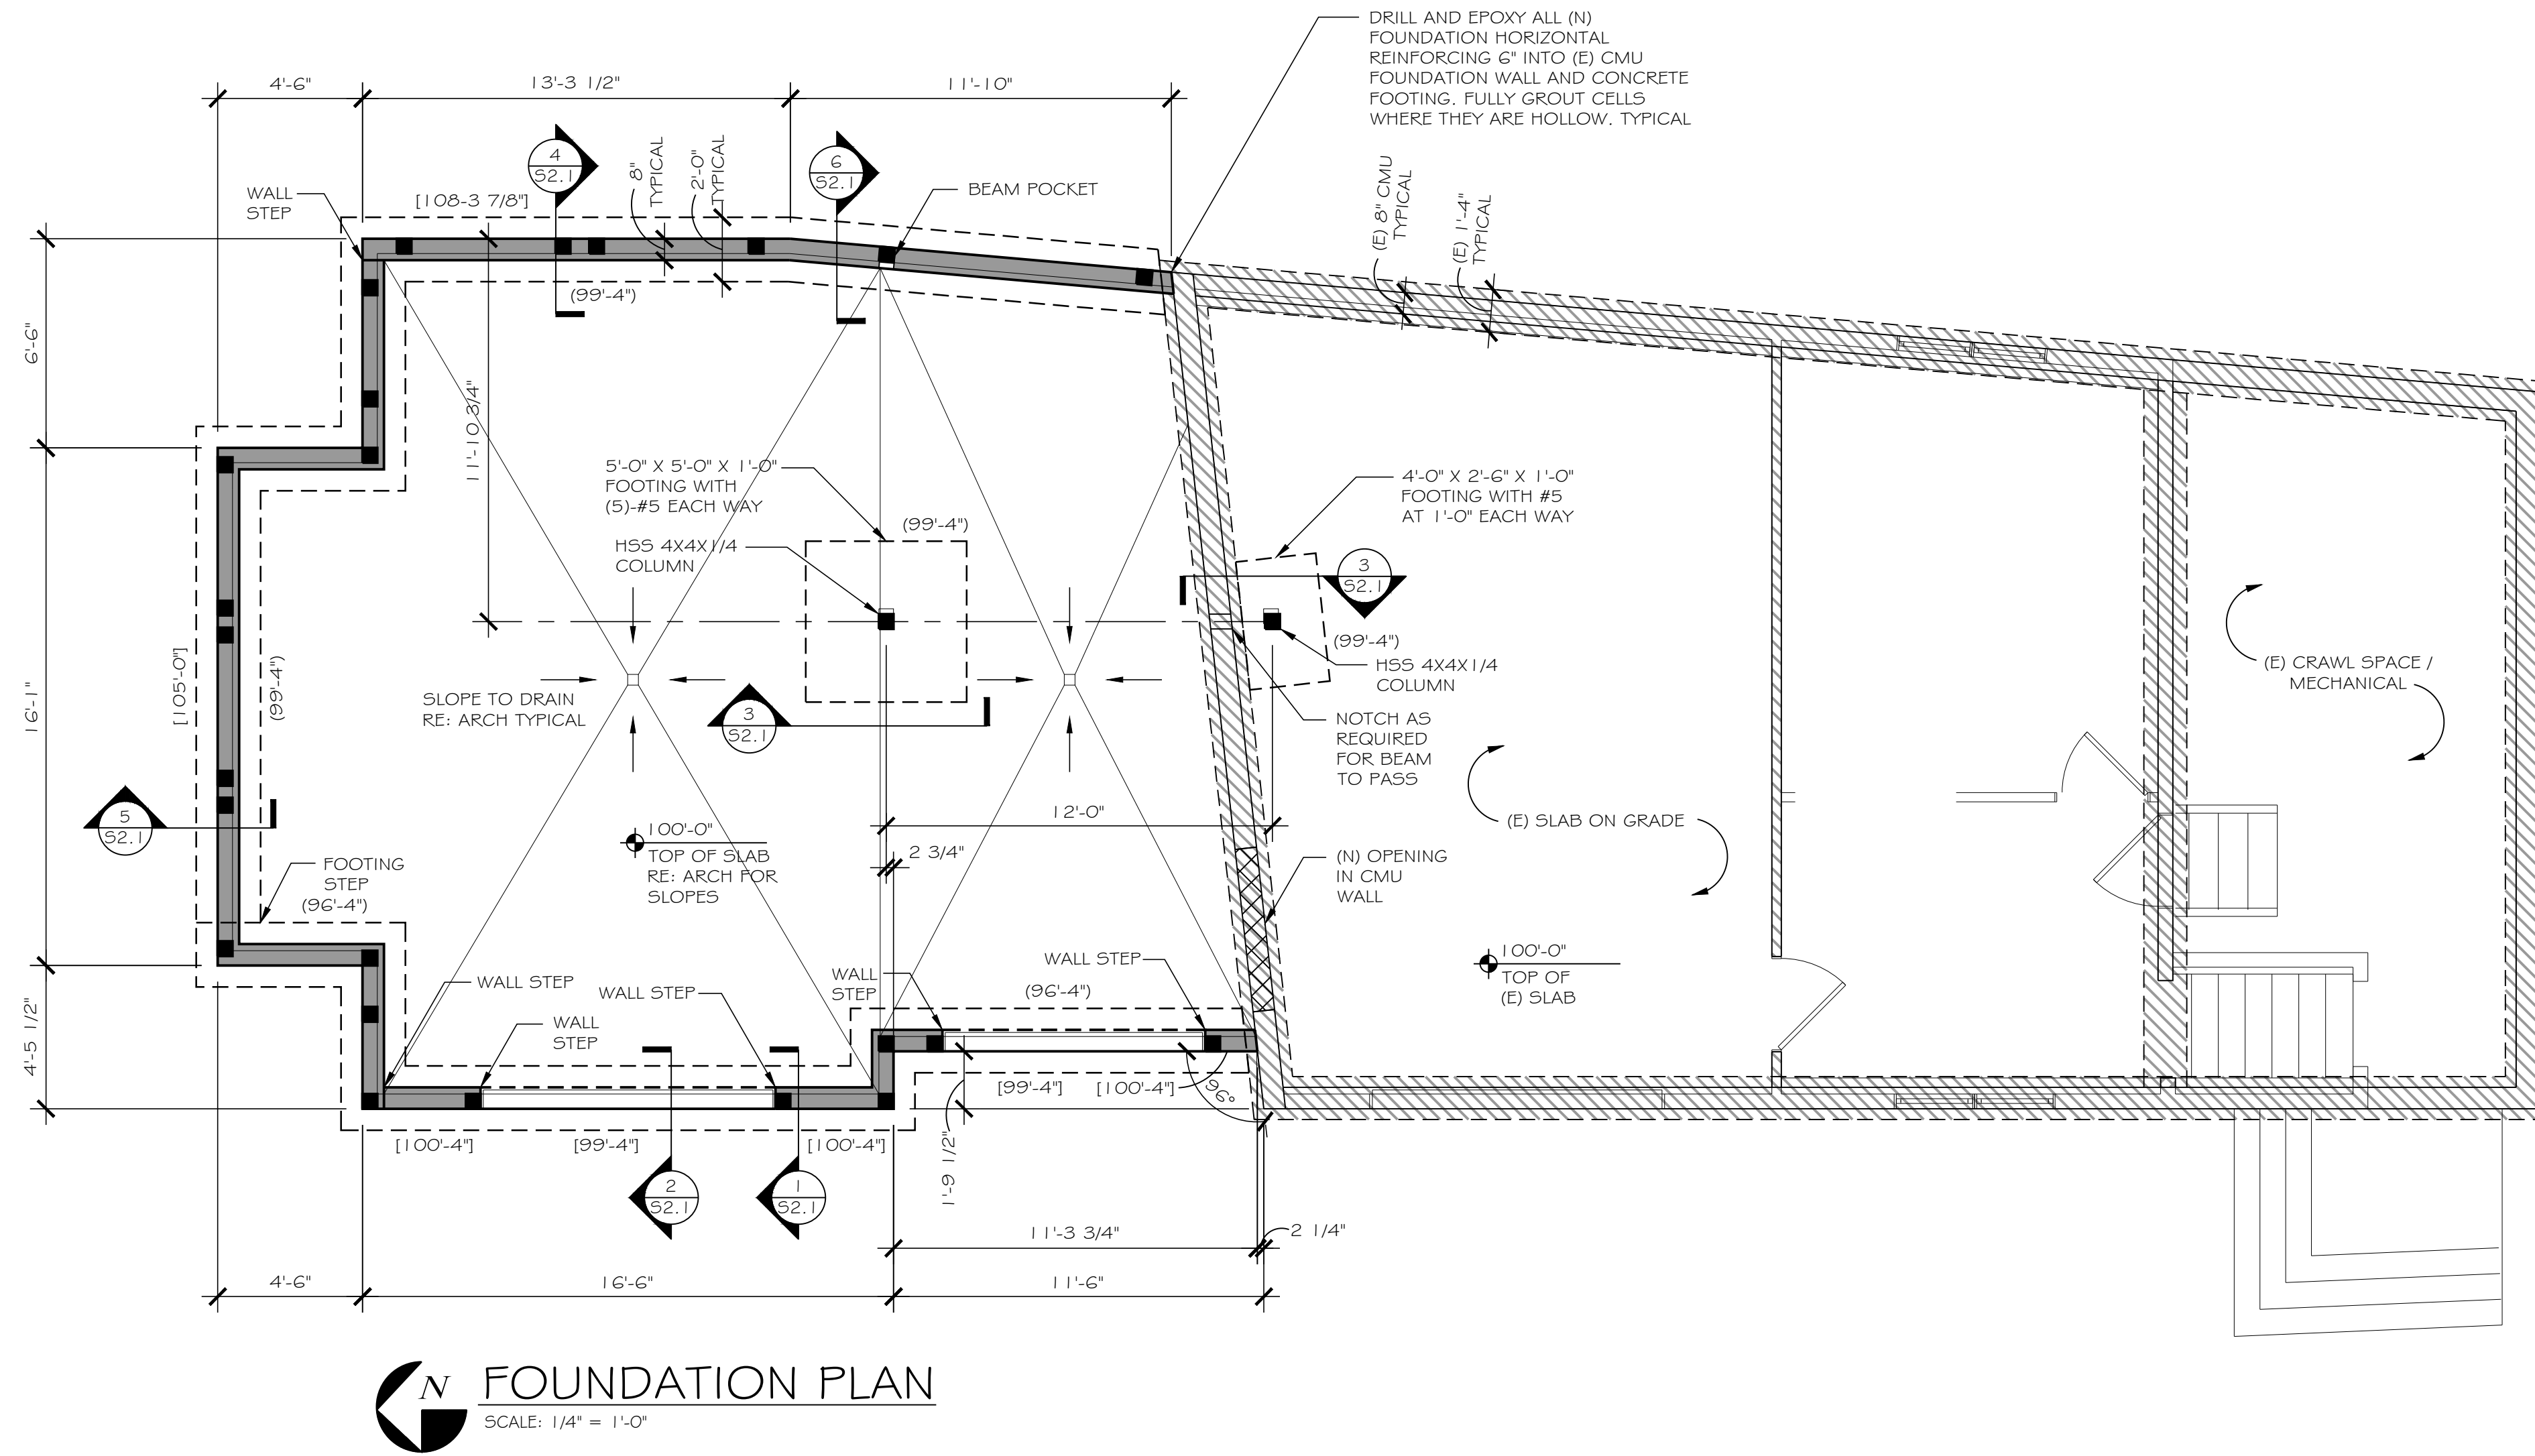 DRILL AND EPOXY ALL (N)
FOUNDATION HORIZONTAL
REINFORCING 6" INTO (E) CMU
FOUNDATION WALL AND CONCRETE
FOOTING. FULLY GROUT CELLS
WHERE THEY ARE HOLLOW. TYPICAL
4'-6"
13'-3 1/2"
11'-10"
4
S2.1
8"
TYPICAL
2'-0"
TYPICAL
6
S2.1
BEAM POCKET
WALL
STEP
[108-3 7/8"]
(E) 8" CMU
TYPICAL
(E) 1'-4"
TYPICAL
(99'-4")
6'-6"
11'-10 3/4"
5'-0" X 5'-0" X 1'-0"
FOOTING WITH
(5)-#5 EACH WAY
(99'-4")
4'-0" X 2'-6" X 1'-0"
FOOTING WITH #5
AT 1'-0" EACH WAY
HSS 4X4X1/4
COLUMN
3
S2.1
(99'-4")
HSS 4X4X1/4
COLUMN
(E) CRAWL SPACE /
MECHANICAL
16'-1"
[105'-0"]
(99'-4")
SLOPE TO DRAIN
RE: ARCH TYPICAL
3
S2.1
NOTCH AS
REQUIRED
FOR BEAM
TO PASS
5
S2.1
12'-0"
(E) SLAB ON GRADE
100'-0"
TOP OF SLAB
RE: ARCH FOR
SLOPES
2 3/4"
(N) OPENING
IN CMU
WALL
FOOTING
STEP
(96'-4")
100'-0"
TOP OF
(E) SLAB
WALL STEP
WALL STEP
WALL
STEP
WALL STEP
(96'-4")
WALL
STEP
4'-5 1/2"
[99'-4"]
[100'-4"]
96°
[100'-4"]
[99'-4"]
[100'-4"]
1'-9 1/2"
2
S2.1
1
S2.1
11'-3 3/4"
2 1/4"
4'-6"
16'-6"
11'-6"
N
FOUNDATION PLAN
SCALE: 1/4" = 1'-0"